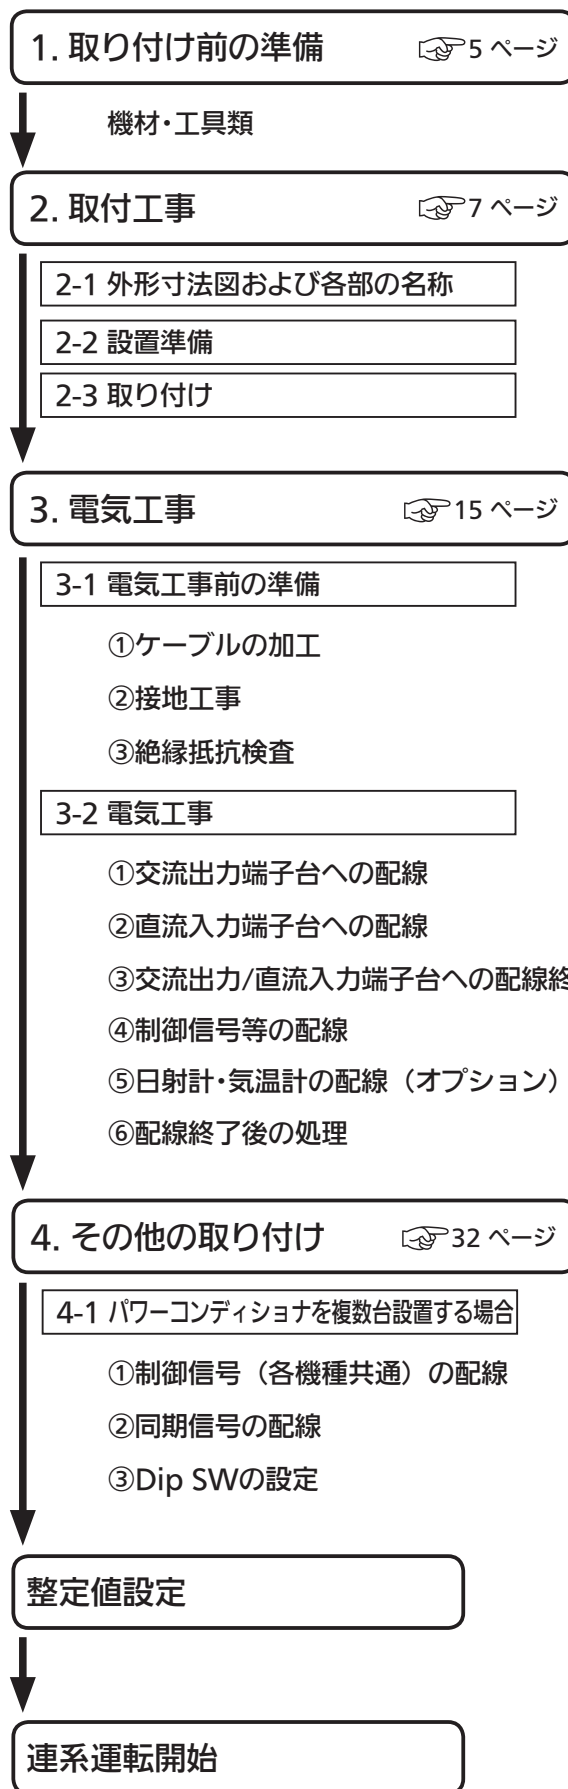 1. 取り付け前の準備 ☞5 ページ
機材・工具類
2. 取付工事 ☞7 ページ
2-1 外形寸法図および各部の名称
2-2 設置準備
2-3 取り付け
3. 電気工事 ☞15 ページ
3-1 電気工事前の準備
①ケーブルの加工
②接地工事
③絶縁抵抗検査
3-2 電気工事
①交流出力端子台への配線
②直流入力端子台への配線
③交流出力/直流入力端子台への配線終
④制御信号等の配線
⑤日射計・気温計の配線（オプション）
⑥配線終了後の処理
4. その他の取り付け ☞32 ページ
4-1 パワーコンディショナを複数台設置する場合
①制御信号（各機種共通）の配線
②同期信号の配線
③Dip SWの設定
整定値設定
連系運転開始